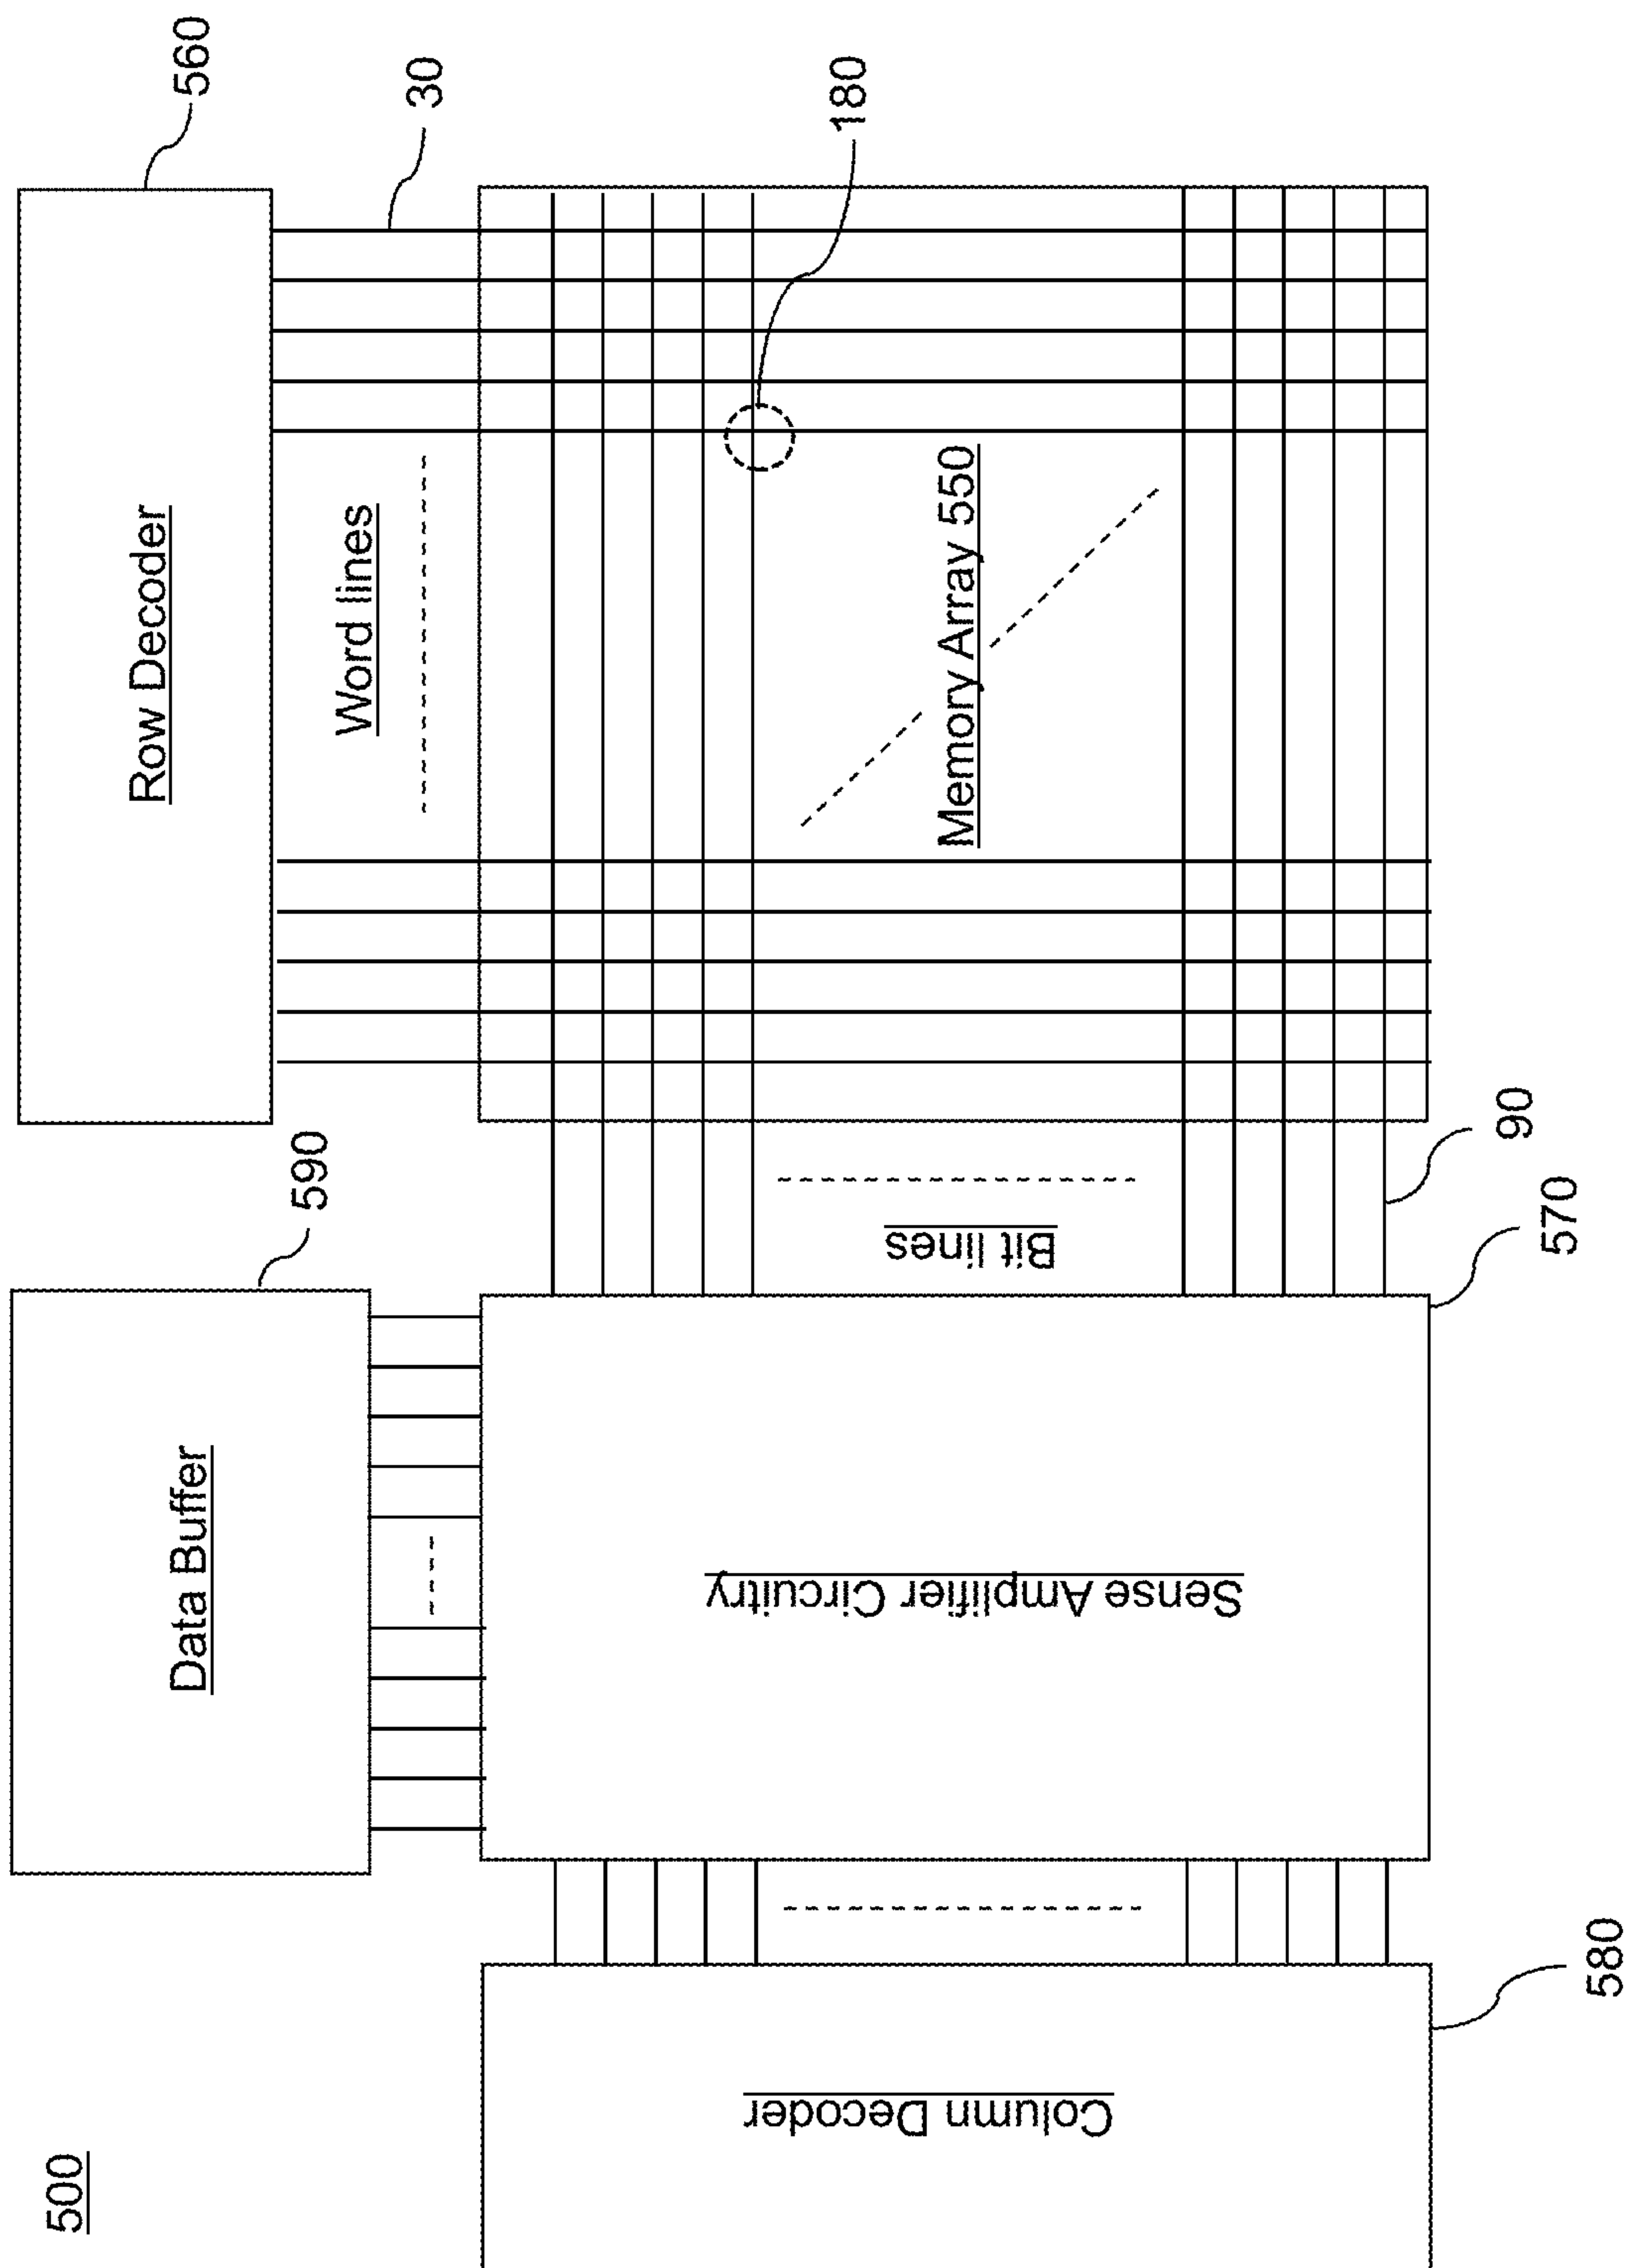 500
Row Decoder
560
Word lines
30
Memory Array 550
180
Data Buffer
590
Bit lines
90
Sense Amplifier Circuitry
570
Column Decoder
580